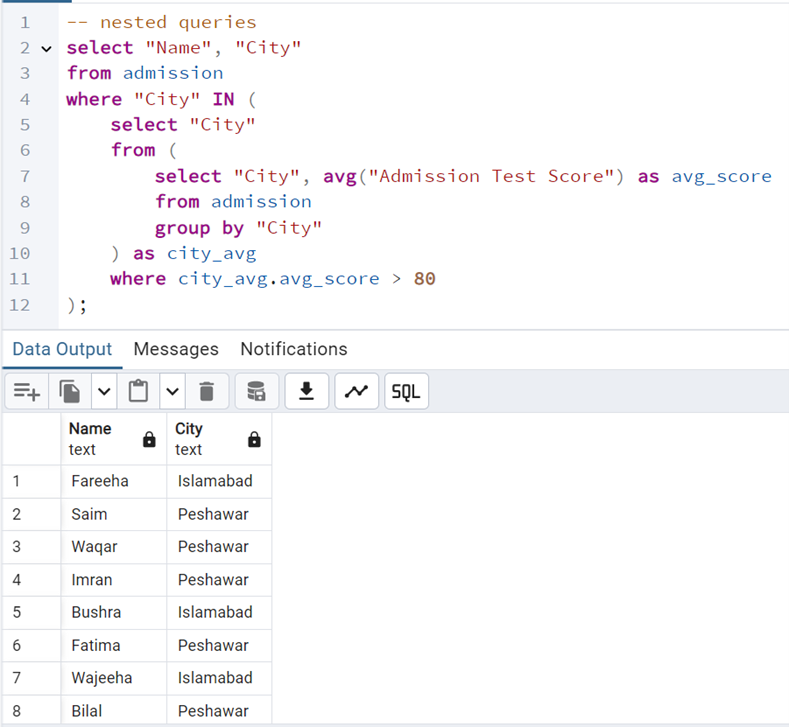 1 -- nested queries
2 select "Name", "City"
3 from admission
4 where "City" IN (
5 select "City"
6 from (
7 select "City", avg("Admission Test Score") as avg_score
8 from admission
9 group by "City"
10 ) as city_avg
11 where city_avg.avg_score > 80
12 );
Data Output Messages Notifications
SQL
Name City
text text
1 Fareeha Islamabad
2 Saim Peshawar
3 Waqar Peshawar
4 Imran Peshawar
5 Bushra Islamabad
6 Fatima Peshawar
7 Wajeeha Islamabad
8 Bilal Peshawar